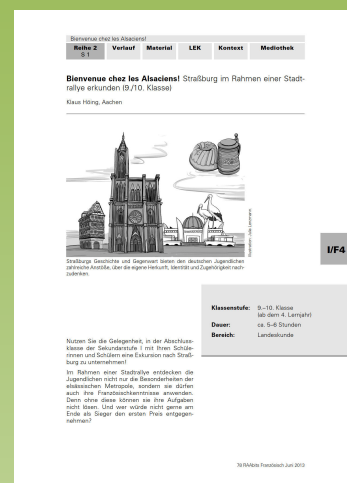 Bienvenue chez les Alsaciens!
Reihe 2 Verlauf Material LEK Kontext Mediothek
S 1
Bienvenue chez les Alsaciens! Straßburg im Rahmen einer Stadt-
rallye erkunden (9./10. Klasse)
Klaus Höing, Aachen
Straßburgs Geschichte und Gegenwart bieten den deutschen Jugendlichen
zahlreiche Anstöße, über die eigene Herkunft, Identität und Zugehörigkeit nach-
zudenken.
I/F4
Klassenstufe: 9.–10. Klasse
(ab dem 4. Lernjahr)
Dauer: ca. 5–6 Stunden
Bereich: Landeskunde
Nutzen Sie die Gelegenheit, in der Abschluss-
klasse der Sekundarstufe I mit Ihren Schüle-
rinnen und Schülern eine Exkursion nach Straß-
burg zu unternehmen!
Im Rahmen einer Stadtrallye entdecken die
Jugendlichen nicht nur die Besonderheiten der
elsässischen Metropole, sondern sie dürfen
auch ihre Französischkenntnisse anwenden.
Denn ohne diese können sie ihre Aufgaben
nicht lösen. Und wer würde nicht gerne am
Ende als Sieger den ersten Preis entgegen-
nehmen?
RAAbits Französisch Juni 2013